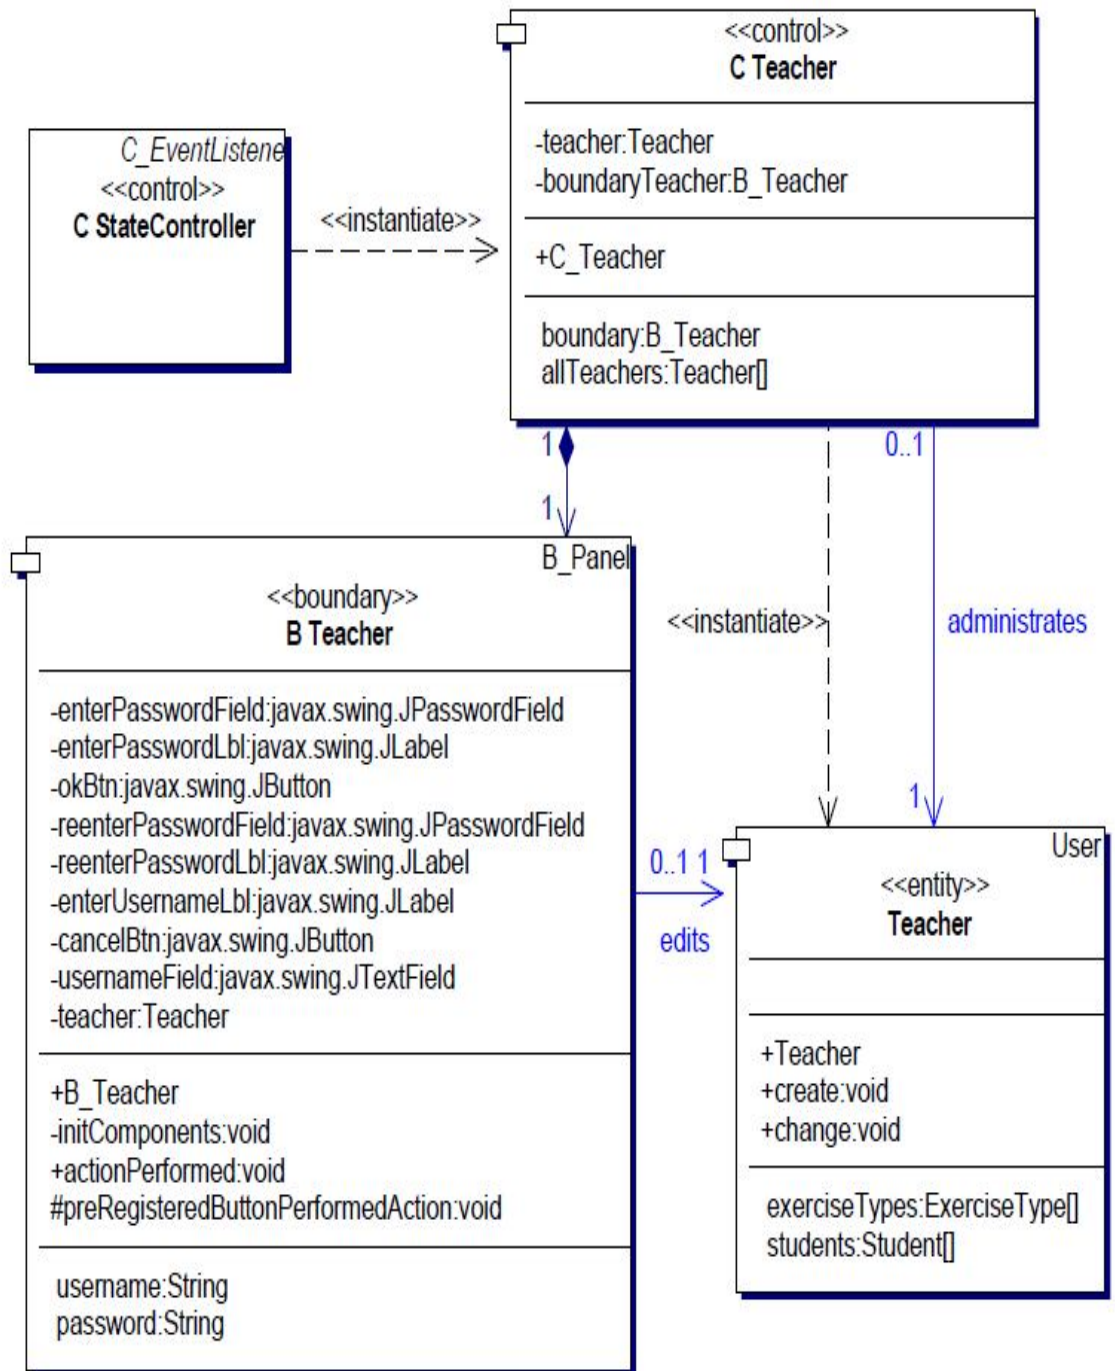 <<control>>
C Teacher
-teacher:Teacher
-boundaryTeacher:B_Teacher
+C_Teacher
boundary:B_Teacher
allTeachers:Teacher[]
C_EventListene
<<control>>
C StateController
<<instantiate>>
1
1
0..1
<<instantiate>>
administrates
1
B_Panel
<<boundary>>
B Teacher
-enterPasswordField:javax.swing.JPasswordField
-enterPasswordLbl:javax.swing.JLabel
-okBtn:javax.swing.JButton
-reenterPasswordField:javax.swing.JPasswordField
-reenterPasswordLbl:javax.swing.JLabel
-enterUsernameLbl:javax.swing.JLabel
-cancelBtn:javax.swing.JButton
-usernameField:javax.swing.JTextField
-teacher:Teacher
+B_Teacher
-initComponents:void
+actionPerformed:void
#preRegisteredButtonPerformedAction:void
username:String
password:String
0..1 1
edits
User
<<entity>>
Teacher
+Teacher
+create:void
+change:void
exerciseTypes:ExerciseType[]
students:Student[]